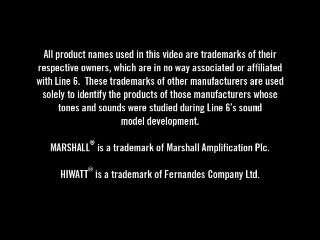 All product names used in this video are trademarks of their
respective owners, which are in no way associated or affiliated
with Line 6.  These trademarks of other manufacturers are used
solely to identify the products of those manufacturers whose
tones and sounds were studied during Line 6's sound
model development.
MARSHALL® is a trademark of Marshall Amplification Plc.
HIWATT® is a trademark of Fernandes Company Ltd.